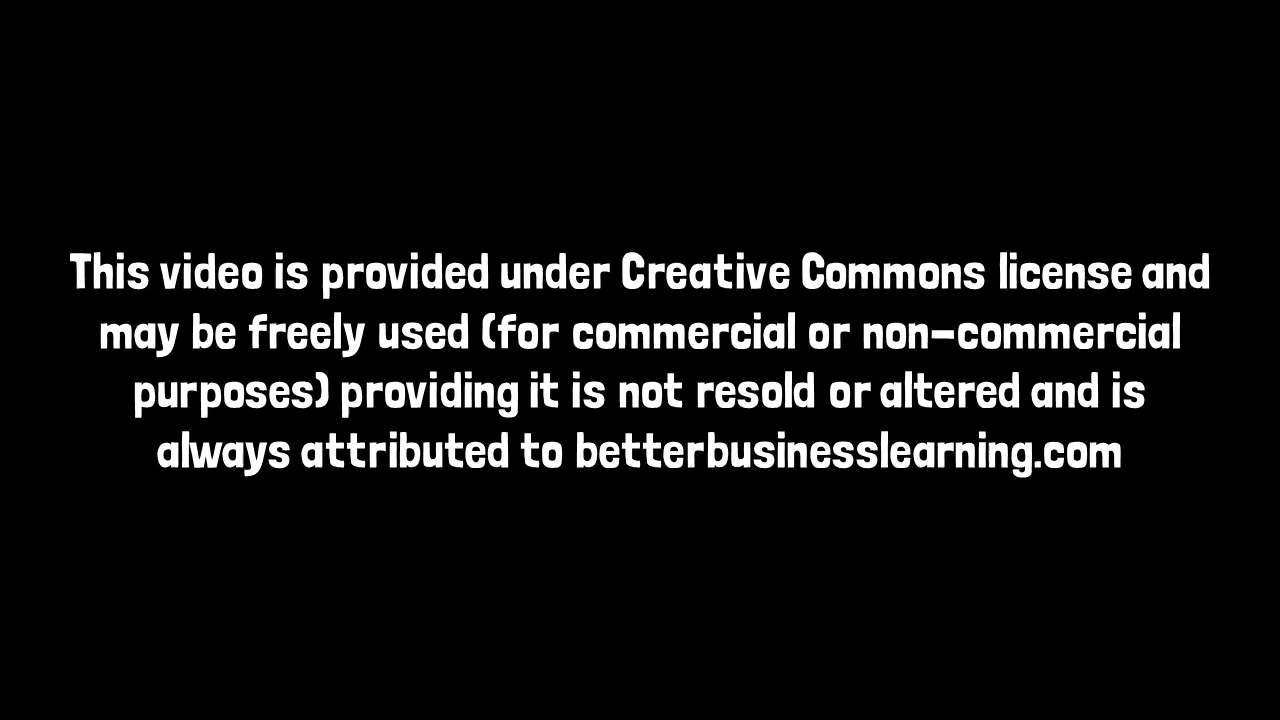 This video is provided under Creative Commons license and
may be freely used (for commercial or non-commercial
purposes) providing it is not resold or altered and is
always attributed to betterbusinesslearning.com